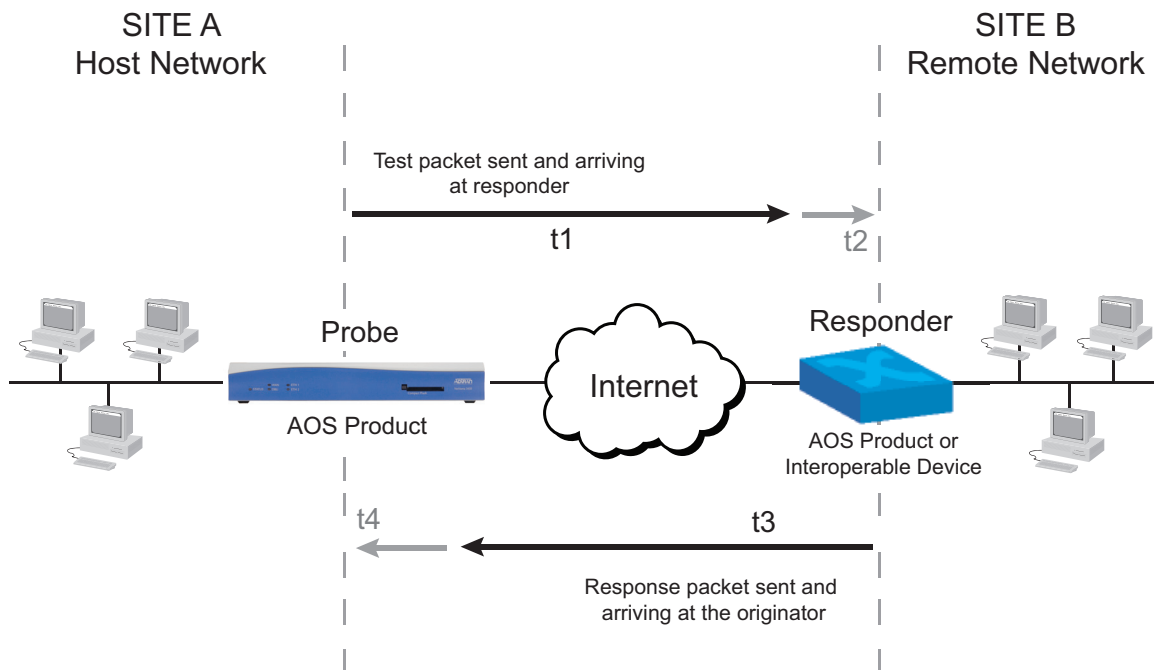 SITE A
Host Network
SITE B
Remote Network
Test packet sent and arriving
at responder
t1
t2
Probe
Responder
Internet
AOS Product
AOS Product or
Interoperable Device
t4
t3
Response packet sent and
arriving at the originator